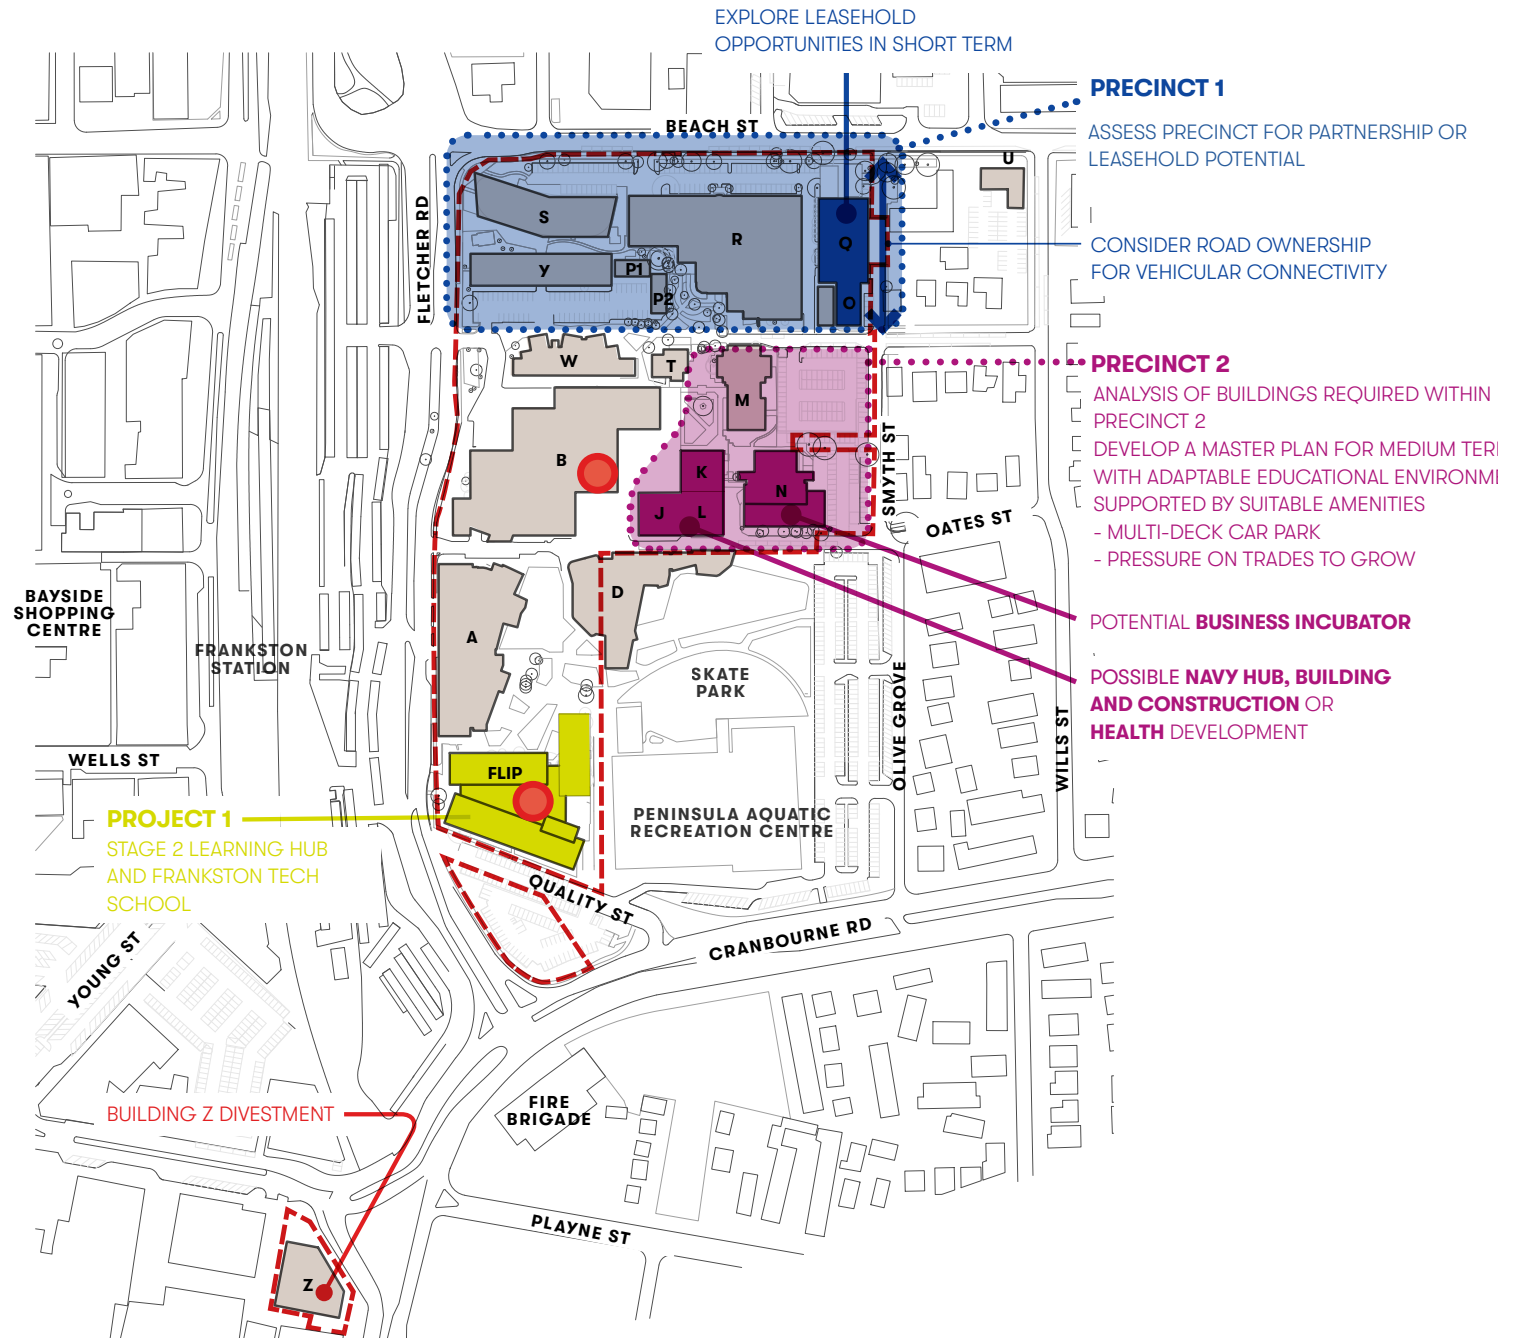 EXPLORE LEASEHOLD
OPPORTUNITIES IN SHORT TERM
PRECINCT 1
ASSESS PRECINCT FOR PARTNERSHIP OR
LEASEHOLD POTENTIAL
BEACH ST
U
FLETCHER RD
S
R
Q
Y
P1
P2
O
CONSIDER ROAD OWNERSHIP
FOR VEHICULAR CONNECTIVITY
W
T
M
PRECINCT 2
ANALYSIS OF BUILDINGS REQUIRED WITHIN
PRECINCT 2
DEVELOP A MASTER PLAN FOR MEDIUM TER
WITH ADAPTABLE EDUCATIONAL ENVIRONM
SUPPORTED BY SUITABLE AMENITIES
- MULTI-DECK CAR PARK
- PRESSURE ON TRADES TO GROW
B
K
N
J
L
SMYTH ST
OATES ST
BAYSIDE
SHOPPING
CENTRE
FRANKSTON
STATION
A
D
SKATE
PARK
POTENTIAL BUSINESS INCUBATOR
POSSIBLE NAVY HUB, BUILDING
AND CONSTRUCTION OR
HEALTH DEVELOPMENT
OLIVE GROVE
WILLS ST
WELLS ST
FLIP
PROJECT 1
STAGE 2 LEARNING HUB
AND FRANKSTON TECH
SCHOOL
PENINSULA AQUATIC
RECREATION CENTRE
QUALITY ST
CRANBOURNE RD
YOUNG ST
BUILDING Z DIVESTMENT
FIRE
BRIGADE
PLAYNE ST
Z